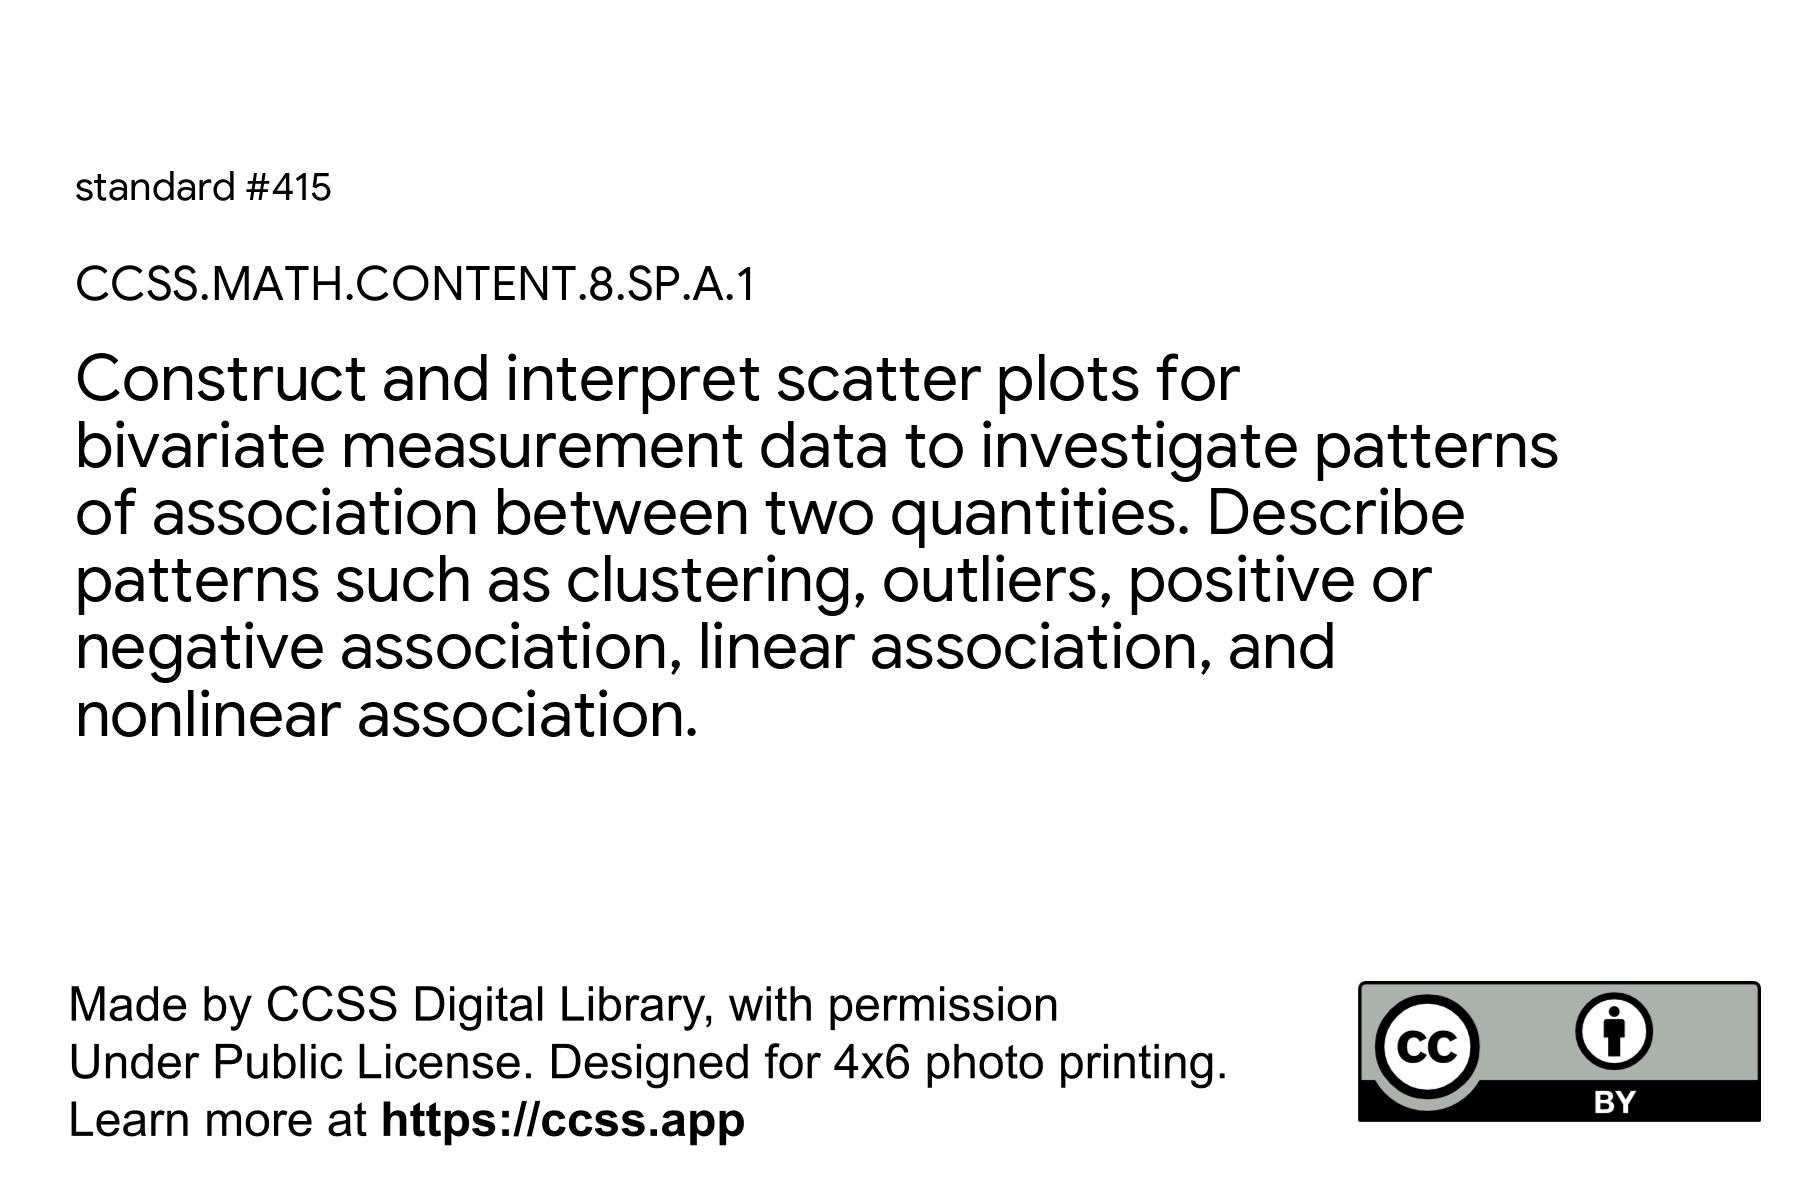 standard #415
CCSS.MATH.CONTENT.8.SP.A.1
Construct and interpret scatter plots for
bivariate measurement data to investigate patterns
of association between two quantities. Describe
patterns such as clustering, outliers, positive or
negative association, linear association, and
nonlinear association.
Made by CCSS Digital Library, with permission
Under Public License. Designed for 4x6 photo printing.
Learn more at https://ccss.app
CC
BY